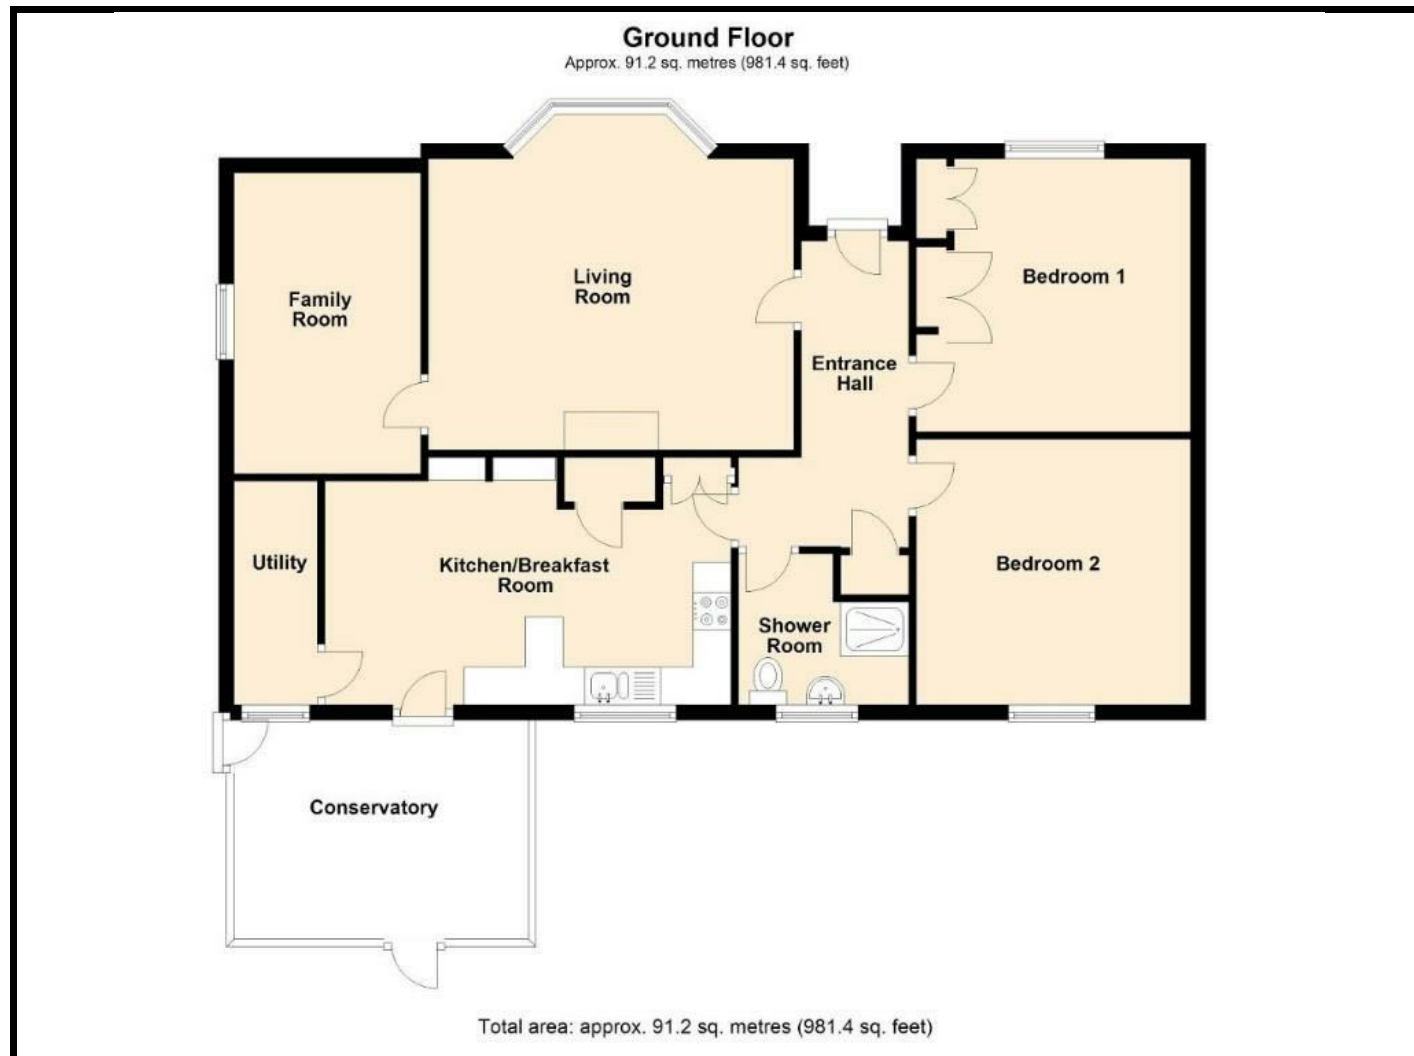 Ground Floor
Approx. 91.2 sq. metres (981.4 sq. feet)
Living
Room
Bedroom 1
Family
Room
Entrance
Hall
Utility
Kitchen/Breakfast
Room
Bedroom 2
Shower
Room
Conservatory
Total area: approx. 91.2 sq. metres (981.4 sq. feet)